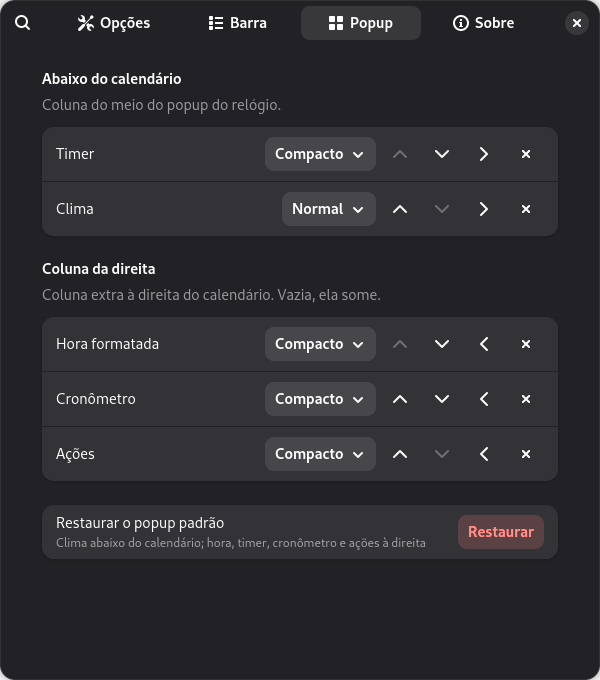 Opções
Barra
Popup
Sobre
Abaixo do calendário
Coluna do meio do popup do relógio.
Timer
Compacto
Clima
Normal
Coluna da direita
Coluna extra à direita do calendário. Vazia, ela some.
Hora formatada
Compacto
Cronômetro
Compacto
Ações
Compacto
Restaurar o popup padrão
Clima abaixo do calendário; hora, timer, cronômetro e ações à direita
Restaurar